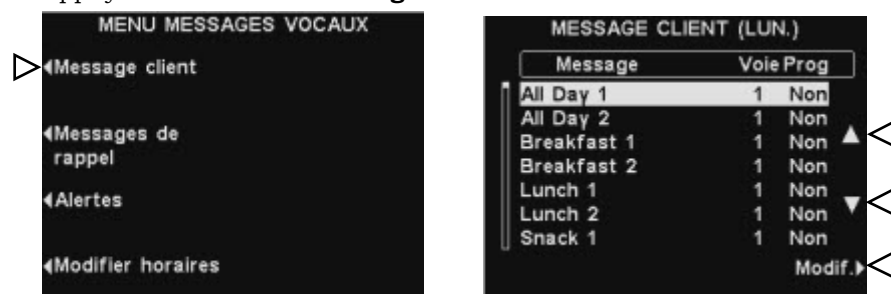 MENU MESSAGES VOCAUX
Message client
Messages de
rappel
Alertes
Modifier horaires
MESSAGE CLIENT (LUN.)
Message Voie Prog
All Day 1 1 Non
All Day 2 1 Non
Breakfast 1 1 Non
Breakfast 2 1 Non
Lunch 1 1 Non
Lunch 2 1 Non
Snack 1 1 Non
Modif.